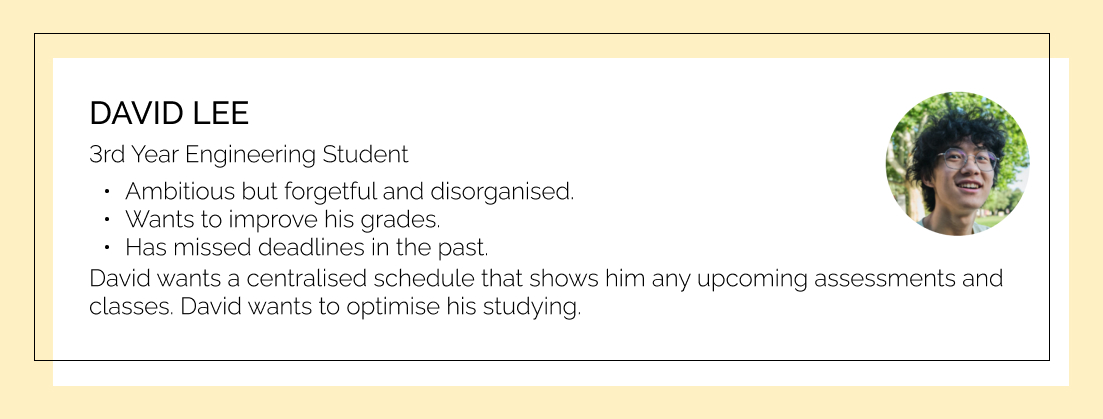 DAVID LEE
3rd Year Engineering Student
• Ambitious but forgetful and disorganised.
• Wants to improve his grades.
• Has missed deadlines in the past.
David wants a centralised schedule that shows him any upcoming assessments and
classes. David wants to optimise his studying.